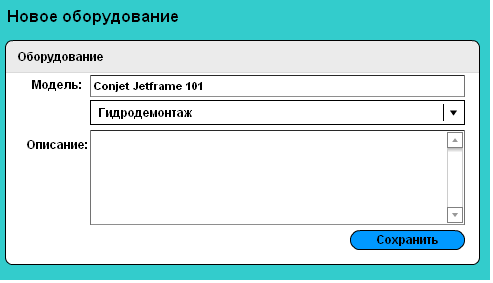 Новое оборудование
Оборудование
Модель: Conjet Jetframe 101
Гидродемонтаж
Описание:
Сохранить